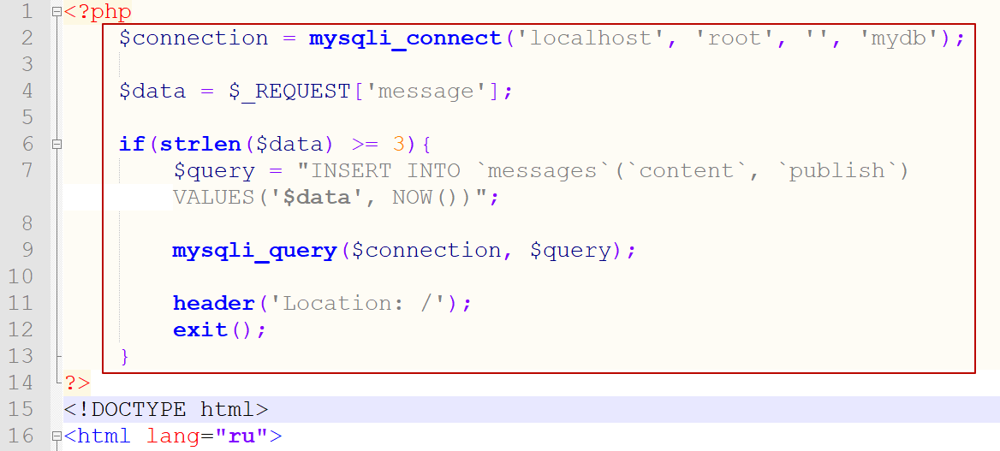 1 <?php
2 $connection = mysqli_connect('localhost', 'root', '', 'mydb');
3
4 $data = $_REQUEST['message'];
5
6 if(strlen($data) >= 3){
7 $query = "INSERT INTO `messages`(`content`, `publish`)
VALUES('$data', NOW())";
8
9 mysqli_query($connection, $query);
10
11 header('Location: /');
12 exit();
13 }
14 ?>
15 <!DOCTYPE html>
16 <html lang="ru">